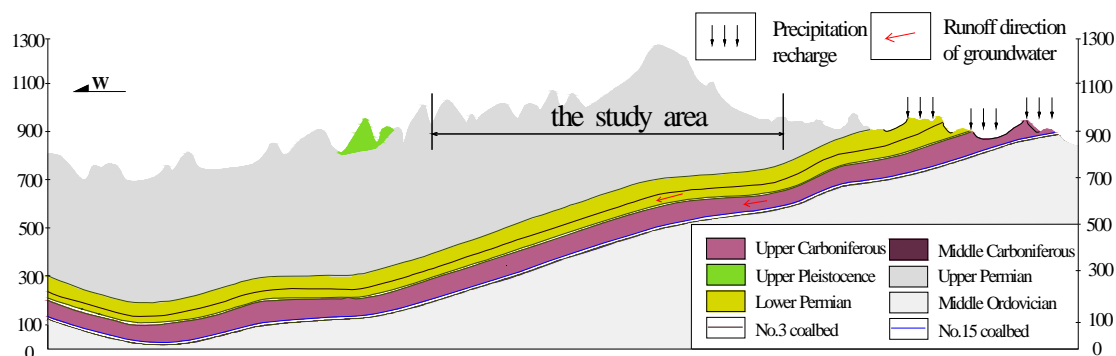 1300
1100
900
700
500
300
100
0
W
the study area
Precipitation
recharge
Runoff direction
of groundwater
1300
1100
900
700
500
300
100
0
Upper Carboniferous
Middle Carboniferous
Upper Pleistocence
Upper Permian
Lower Permian
Middle Ordovician
No.3 coalbed
No.15 coalbed